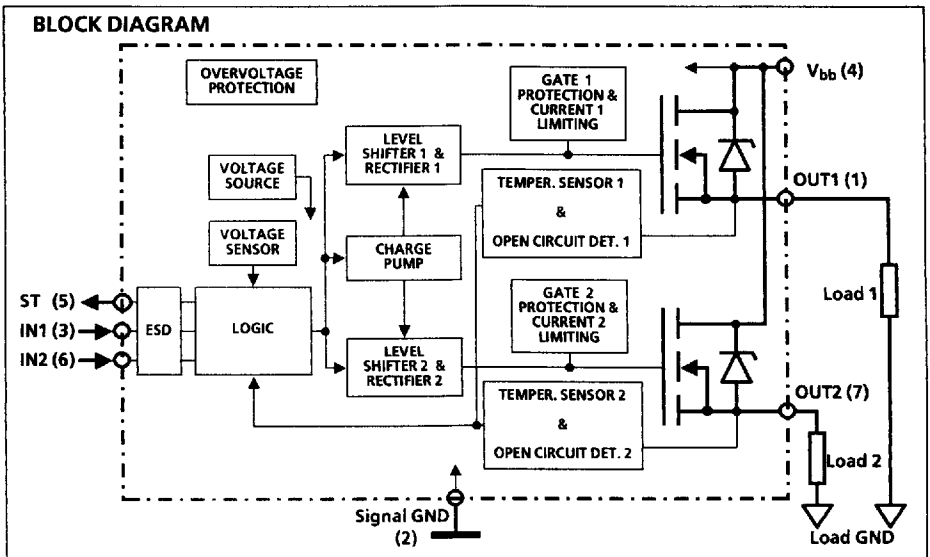 BLOCK DIAGRAM
OVERVOLTAGE
PROTECTION
GATE 1
PROTECTION &
CURRENT 1
LIMITING
Vbb (4)
LEVEL
SHIFTER 1 &
RECTIFIER 1
VOLTAGE
SOURCE
TEMPER. SENSOR 1
&
OPEN CIRCUIT DET. 1
OUT1 (1)
VOLTAGE
SENSOR
CHARGE
PUMP
Load 1
ST (5)
IN1 (3)
IN2 (6)
ESD
LOGIC
GATE 2
PROTECTION &
CURRENT 2
LIMITING
LEVEL
SHIFTER 2 &
RECTIFIER 2
TEMPER. SENSOR 2
&
OPEN CIRCUIT DET. 2
OUT2 (7)
Load 2
Signal GND
(2)
Load GND